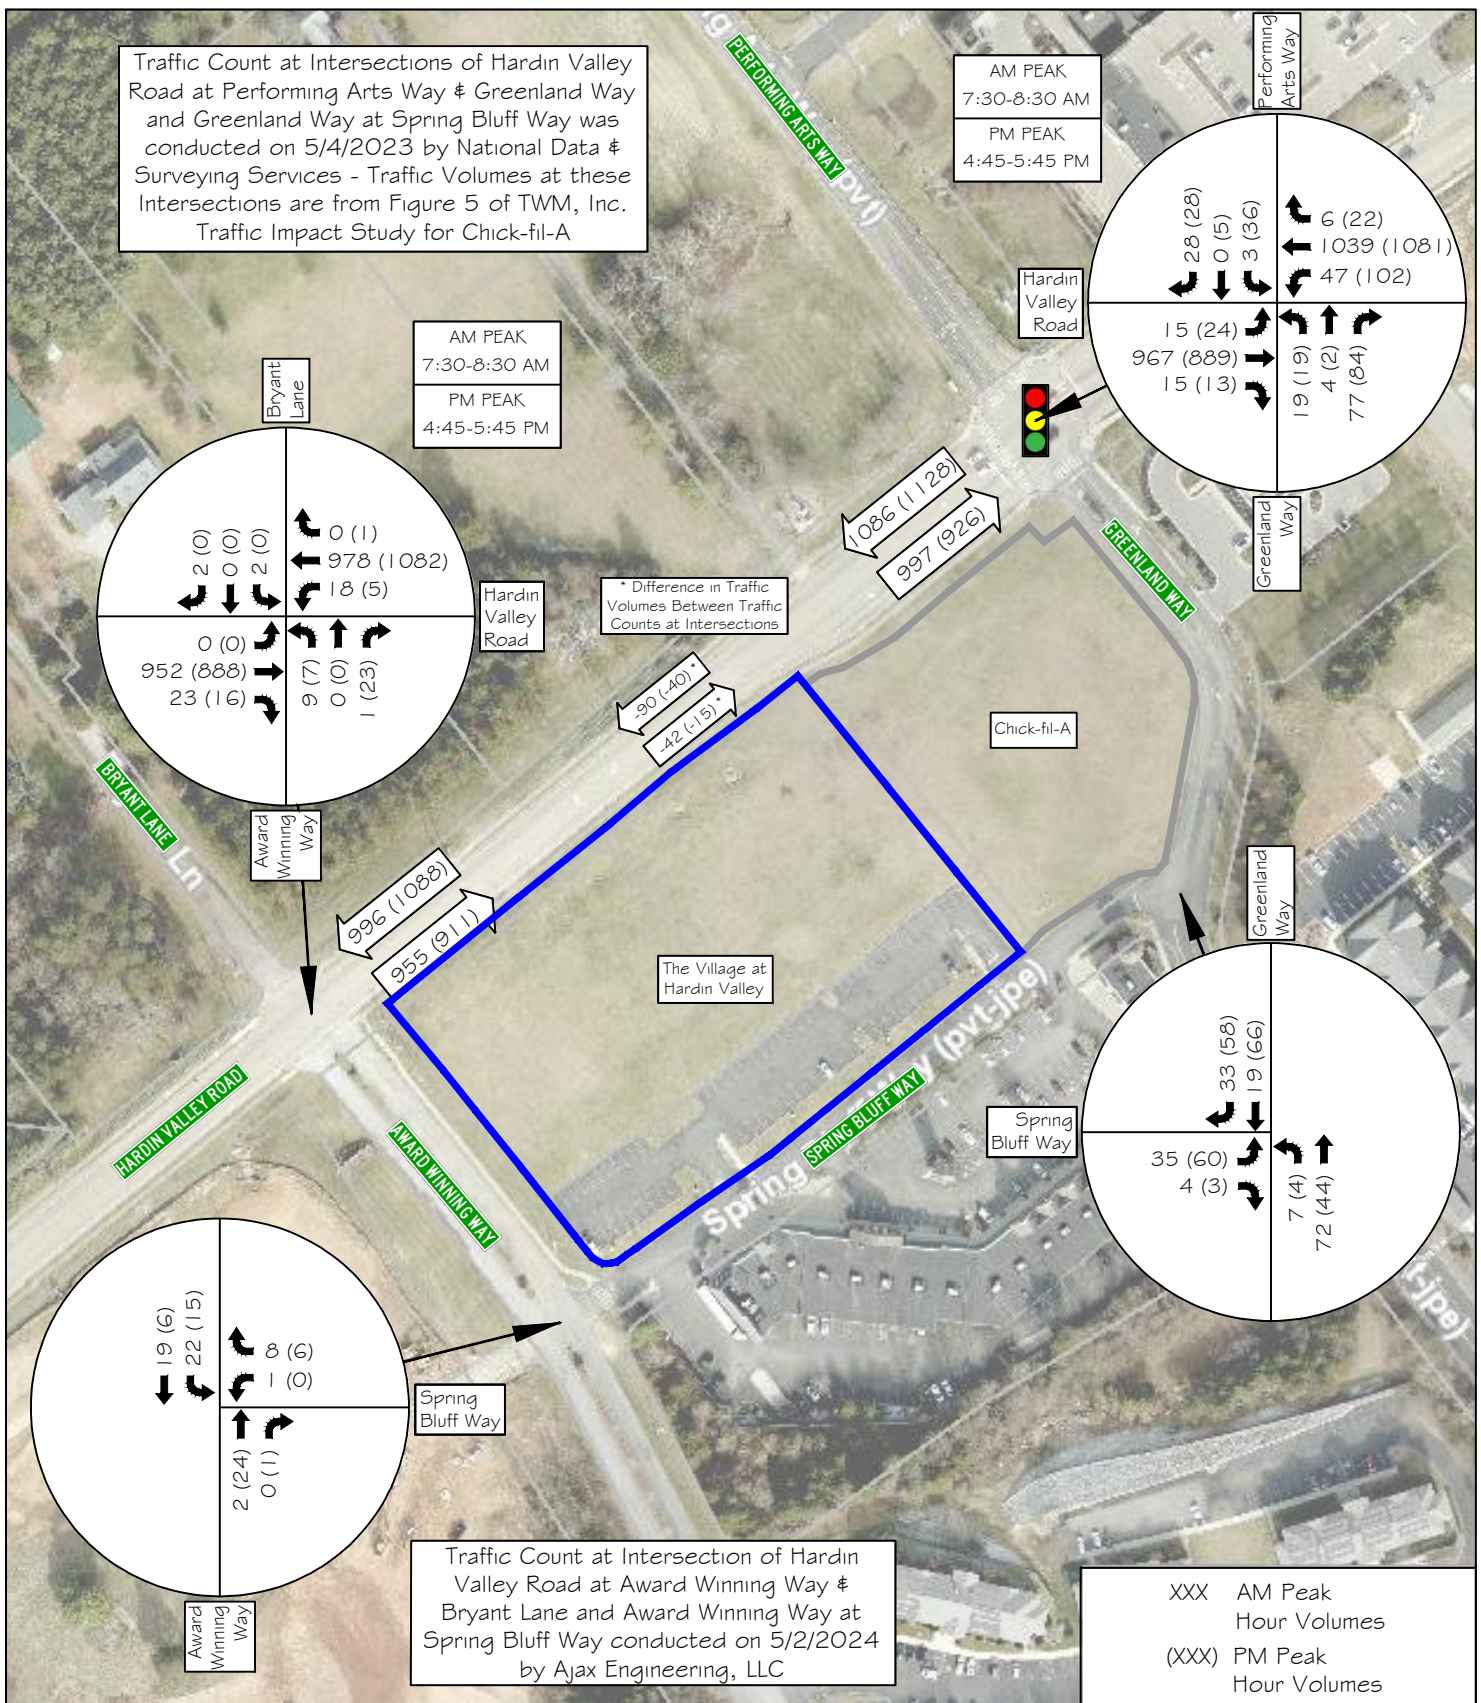 Traffic Count at Intersections of Hardin Valley
Road at Performing Arts Way & Greenland Way
and Greenland Way at Spring Bluff Way was
conducted on 5/4/2023 by National Data &
Surveying Services - Traffic Volumes at these
Intersections are from Figure 5 of TWM, Inc.
Traffic Impact Study for Chick-fil-A
PERFORMING ARTS WAY
pvt)
AM PEAK
7:30-8:30 AM
PM PEAK
4:45-5:45 PM
Performing
Arts Way
Hardin
Valley
Road
28 (28)
0 (5)
3 (36)
6 (22)
1039 (1081)
47 (102)
15 (24)
967 (889)
15 (13)
19 (19)
4 (2)
77 (84)
Greenland
Way
AM PEAK
7:30-8:30 AM
PM PEAK
4:45-5:45 PM
Bryant
Lane
2 (0)
0 (0)
2 (0)
0 (1)
978 (1082)
18 (5)
0 (0)
952 (888)
23 (16)
9 (7)
0 (0)
1 (23)
Hardin
Valley
Road
Award
Winning
Way
1086 (1128)
997 (926)
GREENLAND WAY
* Difference in Traffic
Volumes Between Traffic
Counts at Intersections
-90 (-40) *
-42 (-15) *
Chick-fil-A
BRYANT LANE
Ln
996 (1088)
955 (911)
The Village at
Hardin Valley
Greenland
Way
33 (58)
19 (66)
35 (60)
4 (3)
7 (4)
72 (44)
Spring
Bluff Way
HARDIN VALLEY ROAD
AWARD WINNING WAY
SPRING BLUFF WAY
Spring
Way (pvt-jpe)
t-jpe)
19 (6)
22 (15)
8 (6)
1 (0)
2 (24)
0 (1)
Spring
Bluff Way
Award
Winning
Way
Traffic Count at Intersection of Hardin
Valley Road at Award Winning Way &
Bryant Lane and Award Winning Way at
Spring Bluff Way conducted on 5/2/2024
by Ajax Engineering, LLC
XXX AM Peak
Hour Volumes
(XXX) PM Peak
Hour Volumes